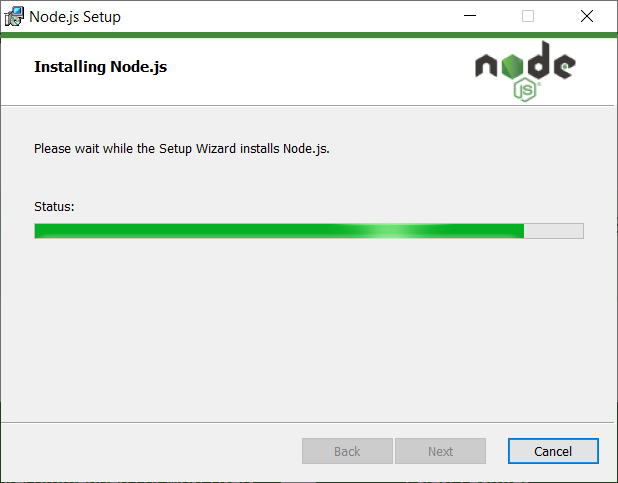 Node.js Setup
Installing Node.js
node
JS
Please wait while the Setup Wizard installs Node.js.
Status:
Back
Next
Cancel